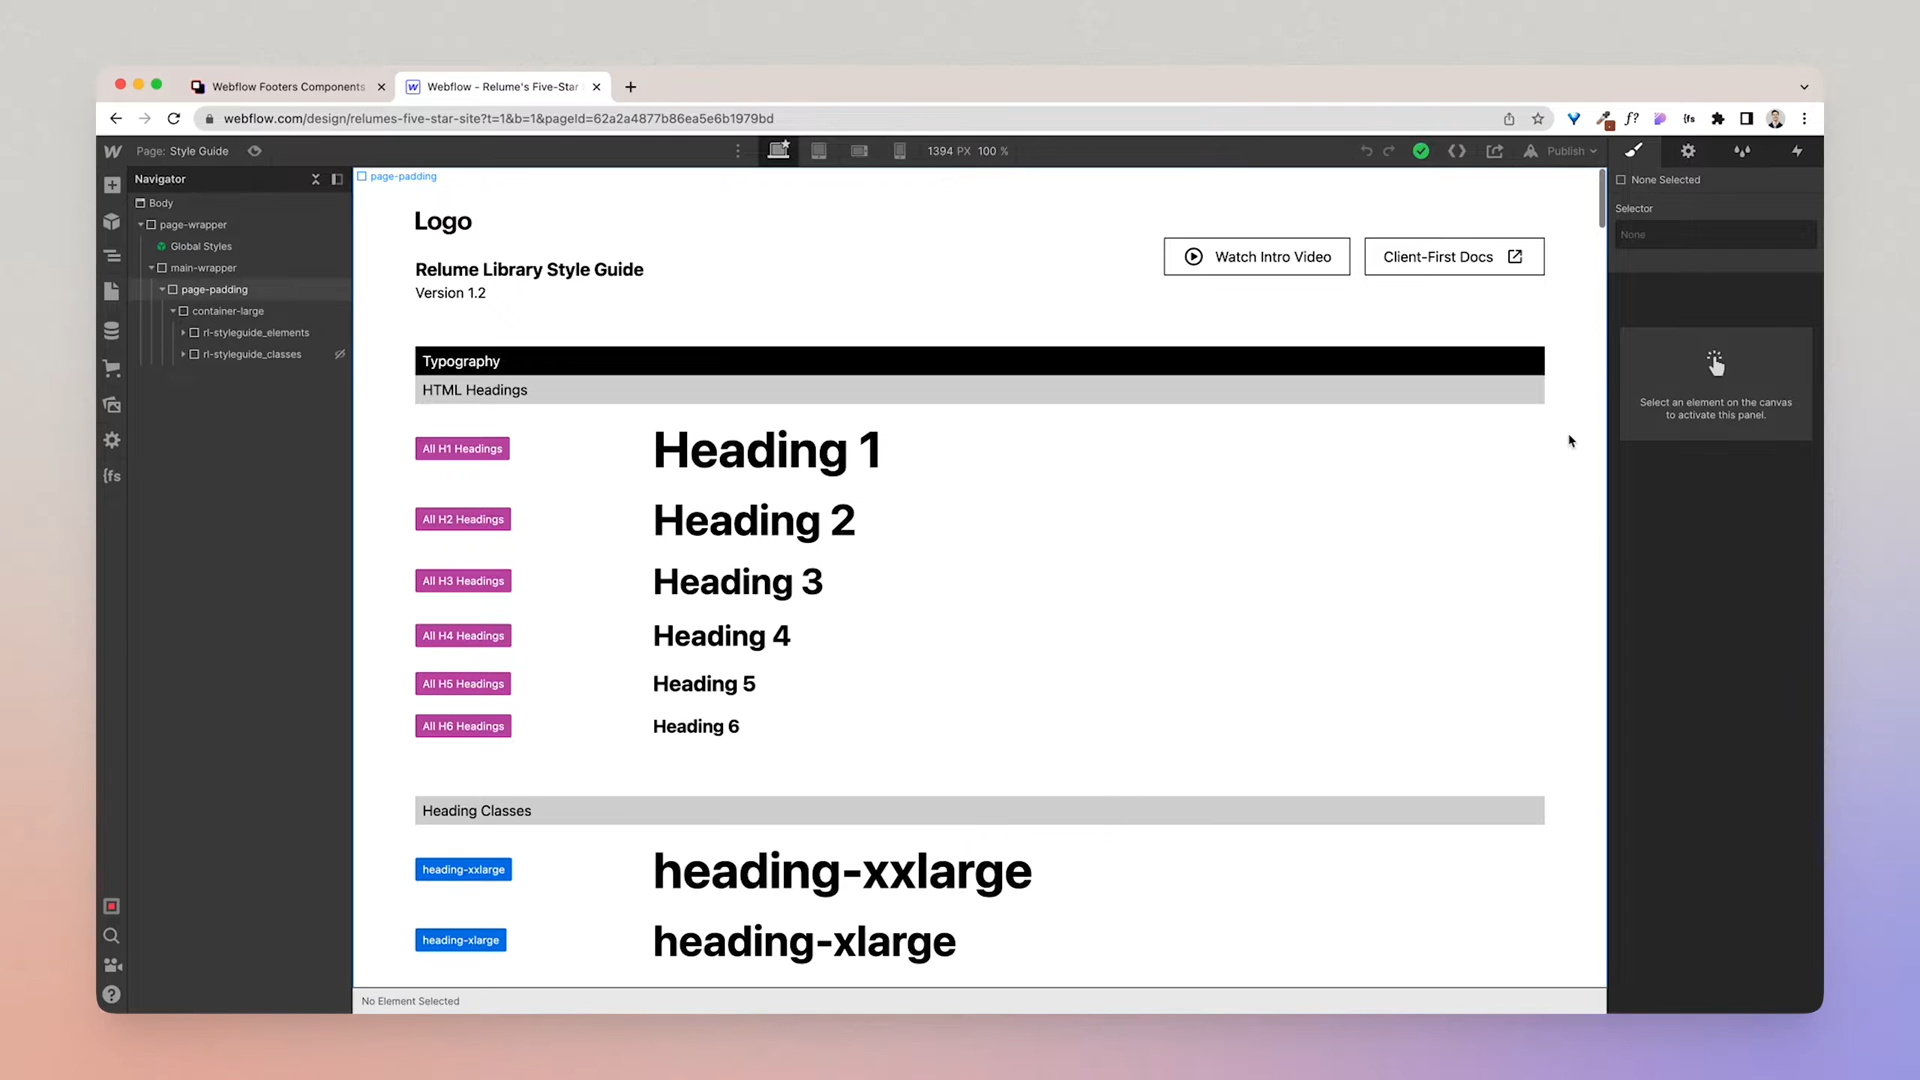 Webflow Footers Components
Webflow - Relume's Five-Star
webflow.com/design/relumes-five-star-site?t=1&b=1&pageId=62a2a4877b86ea5e6b1979bd
f?
{fs
Page: Style Guide
1394 PX 100 %
Publish
Navigator
Body
page-wrapper
Global Styles
main-wrapper
page-padding
container-large
rl-styleguide_elements
rl-styleguide_classes
{fs
page-padding
Logo
Relume Library Style Guide
Version 1.2
Watch Intro Video
Client-First Docs
Typography
HTML Headings
All H1 Headings
Heading 1
All H2 Headings
Heading 2
All H3 Headings
Heading 3
All H4 Headings
Heading 4
All H5 Headings
Heading 5
All H6 Headings
Heading 6
Heading Classes
heading-xxlarge
heading-xxlarge
heading-xlarge
heading-xlarge
No Element Selected
None Selected
Selector
None
Select an element on the canvas
to activate this panel.